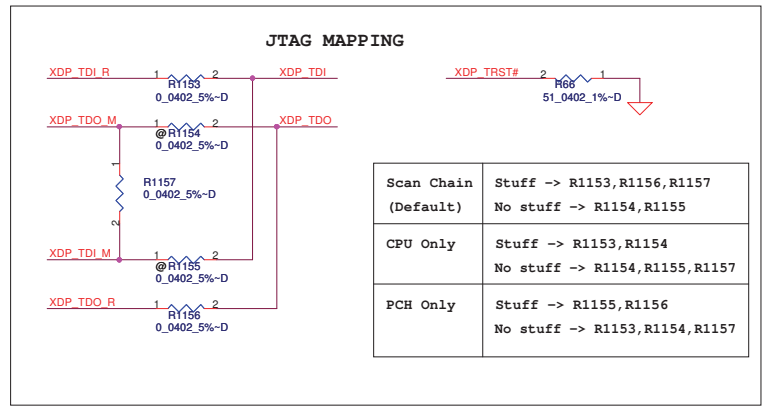 JTAG MAPPING
XDP_TDI_R
1
2
R1153
0_0402_5%~D
XDP_TDI
XDP_TRST#
2
1
R66
51_0402_1%~D
XDP_TDO_M
1
2
@R1154
0_0402_5%~D
XDP_TDO
1
R1157
0_0402_5%~D
2
XDP_TDI_M
1
2
@R1155
0_0402_5%~D
XDP_TDO_R
1
2
R1156
0_0402_5%~D
Scan Chain
(Default)
Stuff -> R1153,R1156,R1157
No stuff -> R1154,R1155
CPU Only
Stuff -> R1153,R1154
No stuff -> R1154,R1155,R1157
PCH Only
Stuff -> R1155,R1156
No stuff -> R1153,R1154,R1157